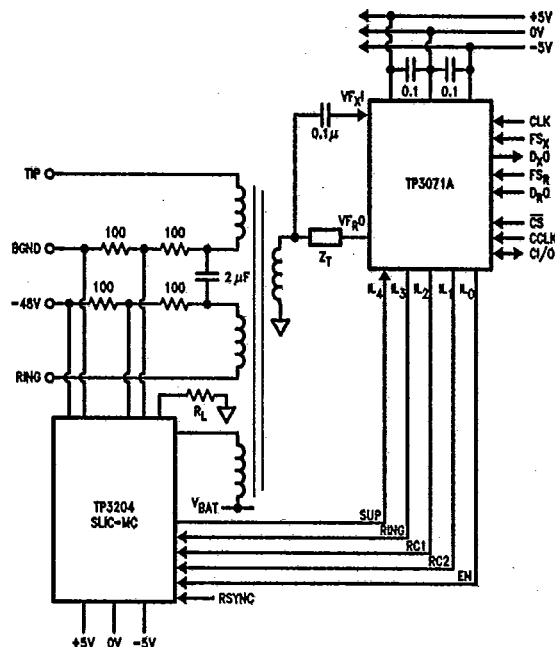 +5V
0V
-5V
0.1
0.1
VFXI
0.1μ
CLK
FSX
DX0
FSR
DR0
CS
CCLK
CI/O
TP3071A
TIP
100
100
VFRO
ZT
BGND
2 μF
-48V
100
100
IL4
IL3
IL2
IL1
IL0
RING
RL
TP3204
SLIC-MC
VBAT
SUP
RING
RC1
RC2
EN
RSYNC
+5V
0V
-5V